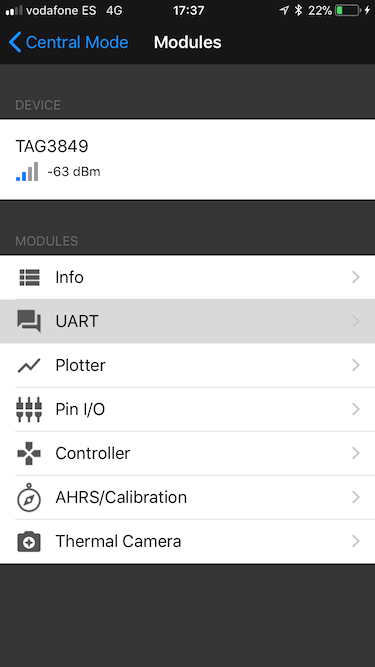 vodafone ES 4G 17:37 22%
Central Mode Modules
DEVICE
TAG3849
-63 dBm
MODULES
Info
UART
Plotter
Pin I/O
Controller
AHRS/Calibration
Thermal Camera